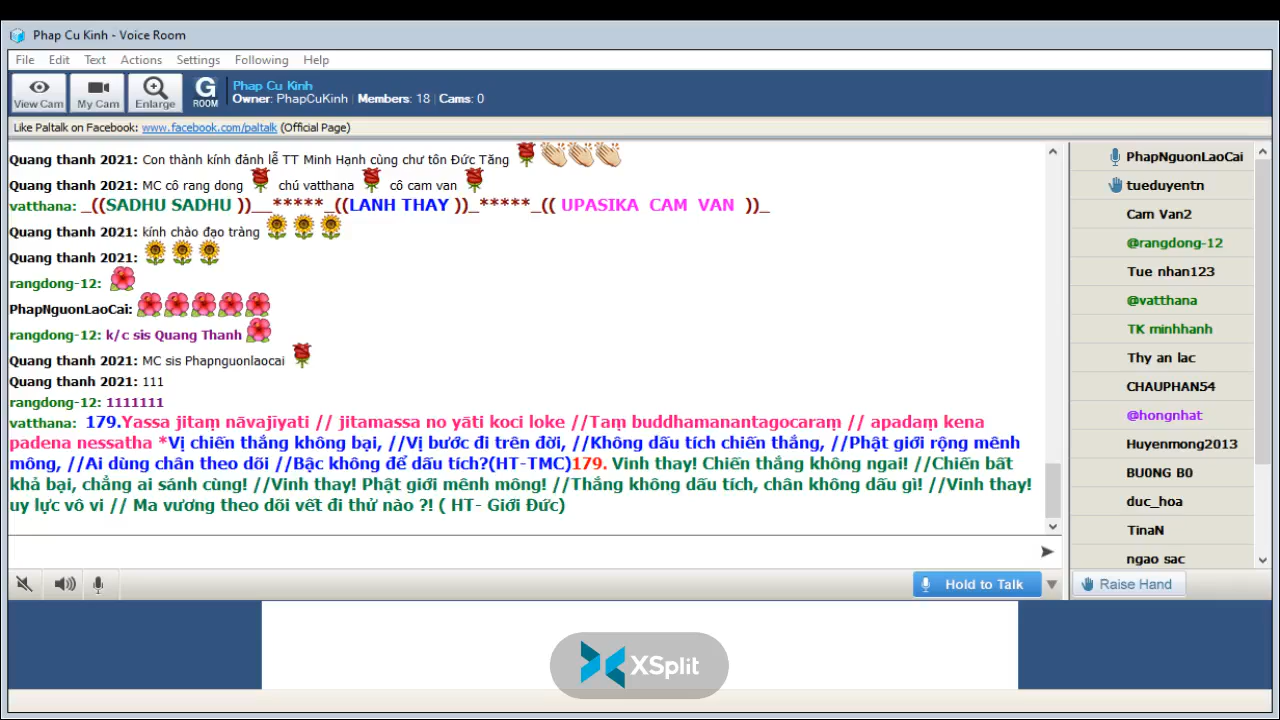 Phap Cu Kinh - Voice Room
File Edit Text Actions Settings Following Help
View Cam My Cam Enlarge G ROOM
Phap Cu Kinh
Owner: PhapCuKinh | Members: 18 | Cams: 0
Like Paltalk on Facebook: www.facebook.com/paltalk (Official Page)
Quang thanh 2021: Con thành kính đảnh lễ TT Minh Hạnh cùng chư tôn Đức Tăng
Quang thanh 2021: MC cô rang dong chú vatthana cô cam van
vatthana: _((SADHU SADHU ))__*****_((LANH THAY ))_*****_(( UPASIKA CAM VAN ))_
Quang thanh 2021: kính chào đạo tràng
Quang thanh 2021:
rangdong-12:
PhapNguonLaoCai:
rangdong-12: k/c sis Quang Thanh
Quang thanh 2021: MC sis Phapnguonlaocai
Quang thanh 2021: 111
rangdong-12: 1111111
vatthana: 179.Yassa jitaṃ nāvajīyati // jitamassa no yāti koci loke //Taṃ buddhamanantagocaraṃ // apadaṃ kena
padena nessatha *Vị chiến thắng không bại, //Vị bước đi trên đời, //Không dấu tích chiến thắng, //Phật giới rộng mênh
mông, //Ai dùng chân theo dõi //Bậc không để dấu tích?(HT-TMC)179. Vinh thay! Chiến thắng không ngai! //Chiến bất
khả bại, chẳng ai sánh cùng! //Vinh thay! Phật giới mênh mông! //Thắng không dấu tích, chân không dấu gì! //Vinh thay!
uy lực vô vi // Ma vương theo dõi vết đi thử nào ?! ( HT- Giới Đức)
PhapNguonLaoCai
tueduyentn
Cam Van2
@rangdong-12
Tue nhan123
@vatthana
TK minhhanh
Thy an lac
CHAUPHAN54
@hongnhat
Huyenmong2013
BU0NG B0
duc_hoa
TinaN
ngao sac
Hold to Talk
Raise Hand
XSplit